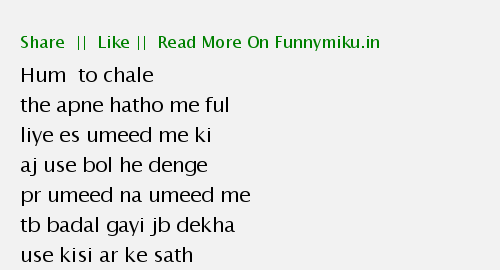 Share || Like || Read More On Funnymiku.in
Hum to chale
the apne hatho me ful
liye es umeed me ki
aj use bol he denge
pr umeed na umeed me
tb badal gayi jb dekha
use kisi ar ke sath